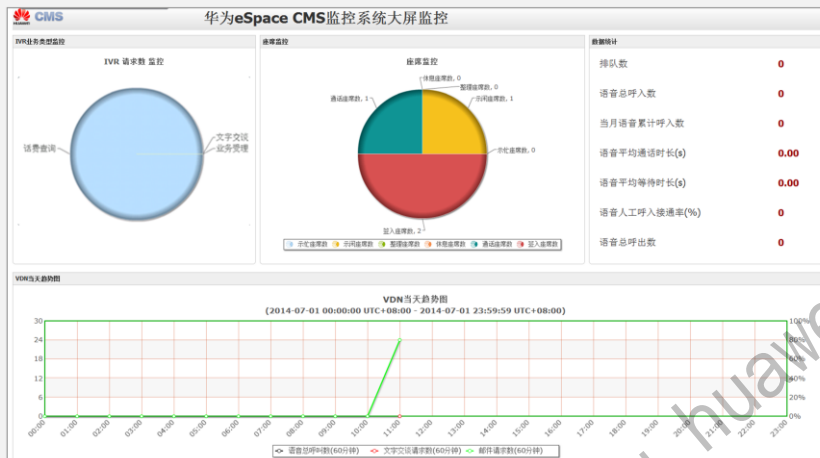 HUAWEI CMS
华为eSpace CMS监控系统大屏监控
IVR业务类型监控
IVR 请求数 监控
话费查询
文字交谈
业务受理
座席监控
座席监控
休息座席数, 0
整理座席数, 0
通话座席数, 1
示闲座席数, 1
示忙座席数, 0
签入座席数, 2
示忙座席数 示闲座席数 整理座席数 休息座席数 通话座席数 签入座席数
数据统计
排队数 0
语音总呼入数 0
当月语音累计呼入数 0
语音平均通话时长(s) 0.00
语音平均等待时长(s) 0.00
语音人工呼入接通率(%) 0
语音总呼出数 0
VDN当天趋势图
VDN当天趋势图
(2014-07-01 00:00:00 UTC+08:00 - 2014-07-01 23:59:59 UTC+08:00)
30 100%
24 80%
18 60%
12 40%
6 20%
0 0%
00:00 01:00 02:00 03:00 04:00 05:00 06:00 07:00 08:00 09:00 10:00 11:00 12:00 13:00 14:00 15:00 16:00 17:00 18:00 19:00 20:00 21:00 22:00 23:00
语音总呼叫数(60分钟) 文字交谈请求数(60分钟) 邮件请求数(60分钟)
huawe